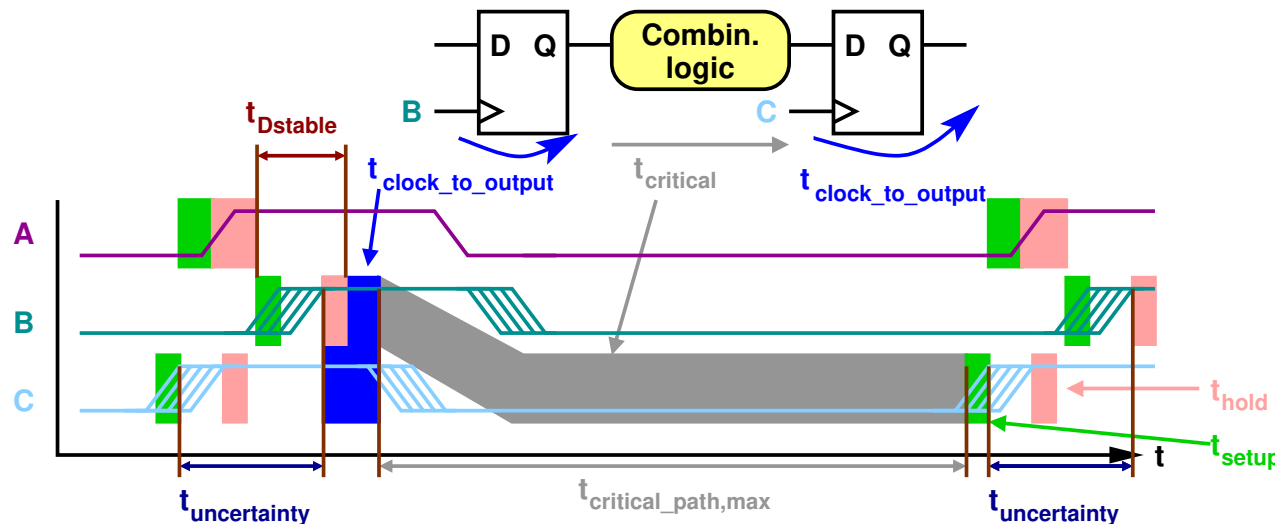 D Q
Combin.
logic
D Q
B
C
t_Dstable
t_clock_to_output
t_critical
t_clock_to_output
A
B
C
t_hold
t_setup
t
t_uncertainty
t_critical_path,max
t_uncertainty